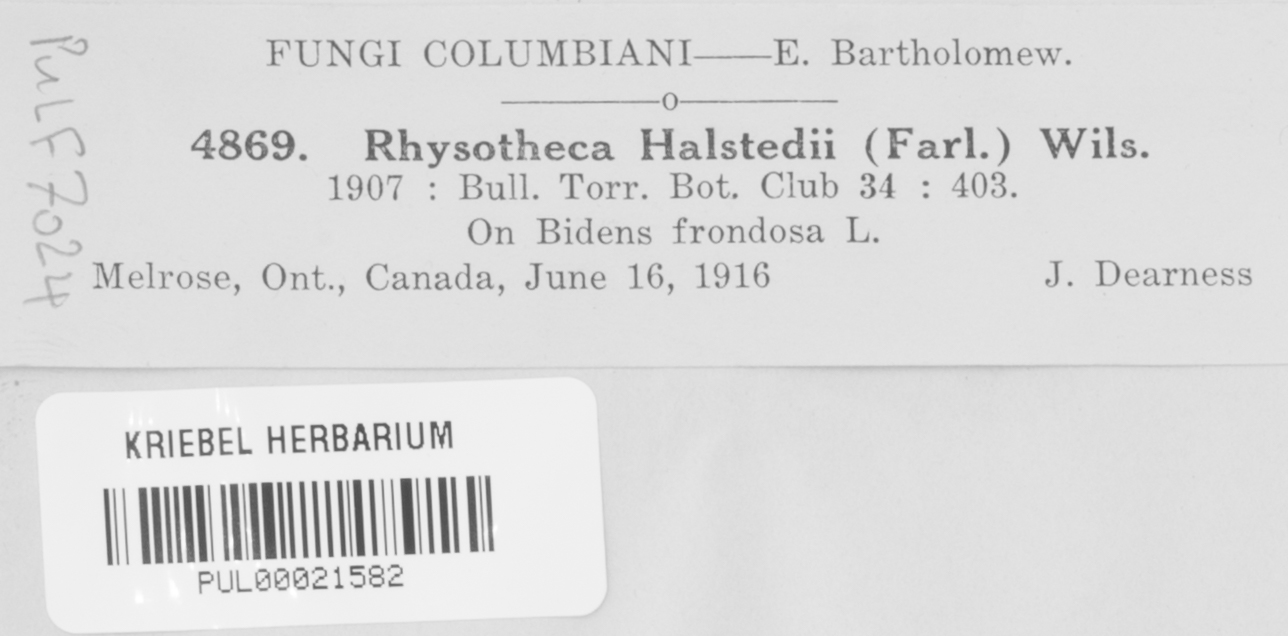 PulF7024
FUNGI COLUMBIANI——E. Bartholomew.
o
4869. Rhysotheca Halstedii (Farl.) Wils.
1907 : Bull. Torr. Bot. Club 34 : 403.
On Bidens frondosa L.
Melrose, Ont., Canada, June 16, 1916 J. Dearness
KRIEBEL HERBARIUM
PUL00021582